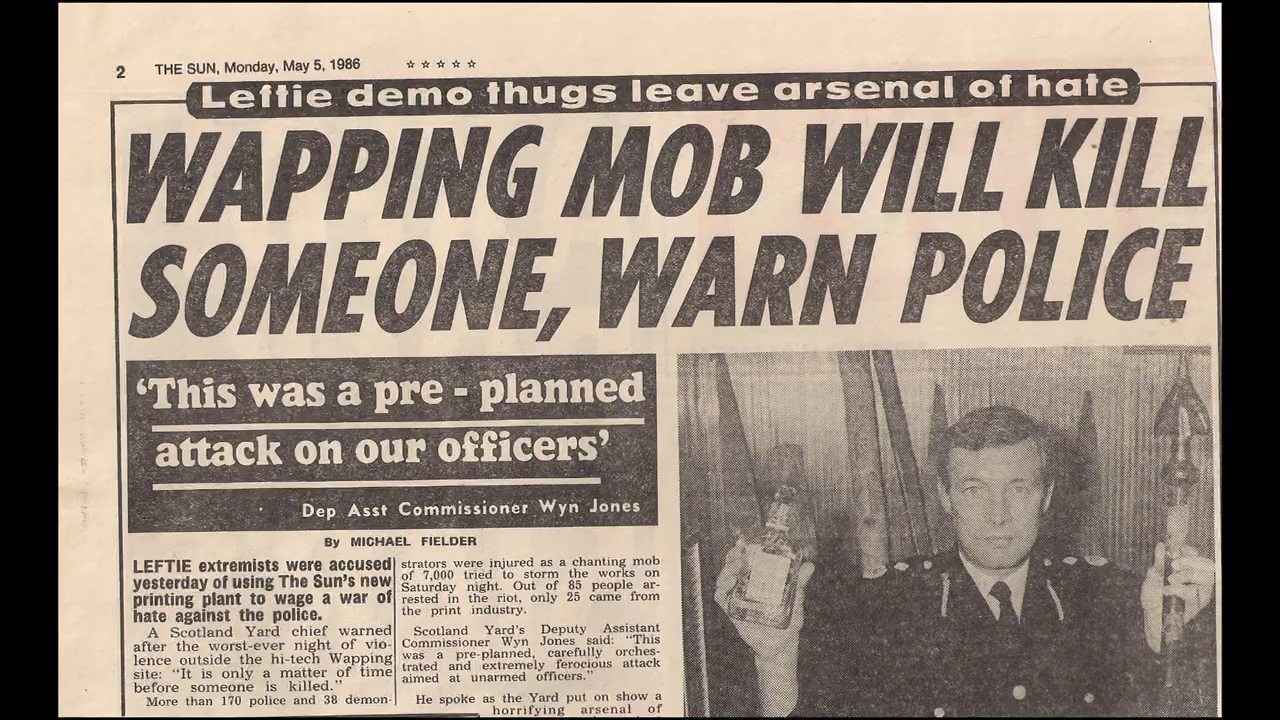 2 THE SUN, Monday, May 5, 1986 ☆ ☆ ☆ ☆ ☆
Leftie demo thugs leave arsenal of hate
WAPPING MOB WILL KILL
SOMEONE, WARN POLICE
‘This was a pre - planned
attack on our officers’
Dep Asst Commissioner Wyn Jones
By MICHAEL FIELDER
LEFTIE extremists were accused
yesterday of using The Sun's new
printing plant to wage a war of
hate against the police.
A Scotland Yard chief warned
after the worst-ever night of vio-
lence outside the hi-tech Wapping
site: “It is only a matter of time
before someone is killed.”
More than 170 police and 38 demon-
strators were injured as a chanting mob
of 7,000 tried to storm the works on
Saturday night. Out of 85 people ar-
rested in the riot, only 25 came from
the print industry.
Scotland Yard's Deputy Assistant
Commissioner Wyn Jones said: “This
was a pre-planned, carefully orches-
trated and extremely ferocious attack
aimed at unarmed officers.”
He spoke as the Yard put on show a
horrifying arsenal of